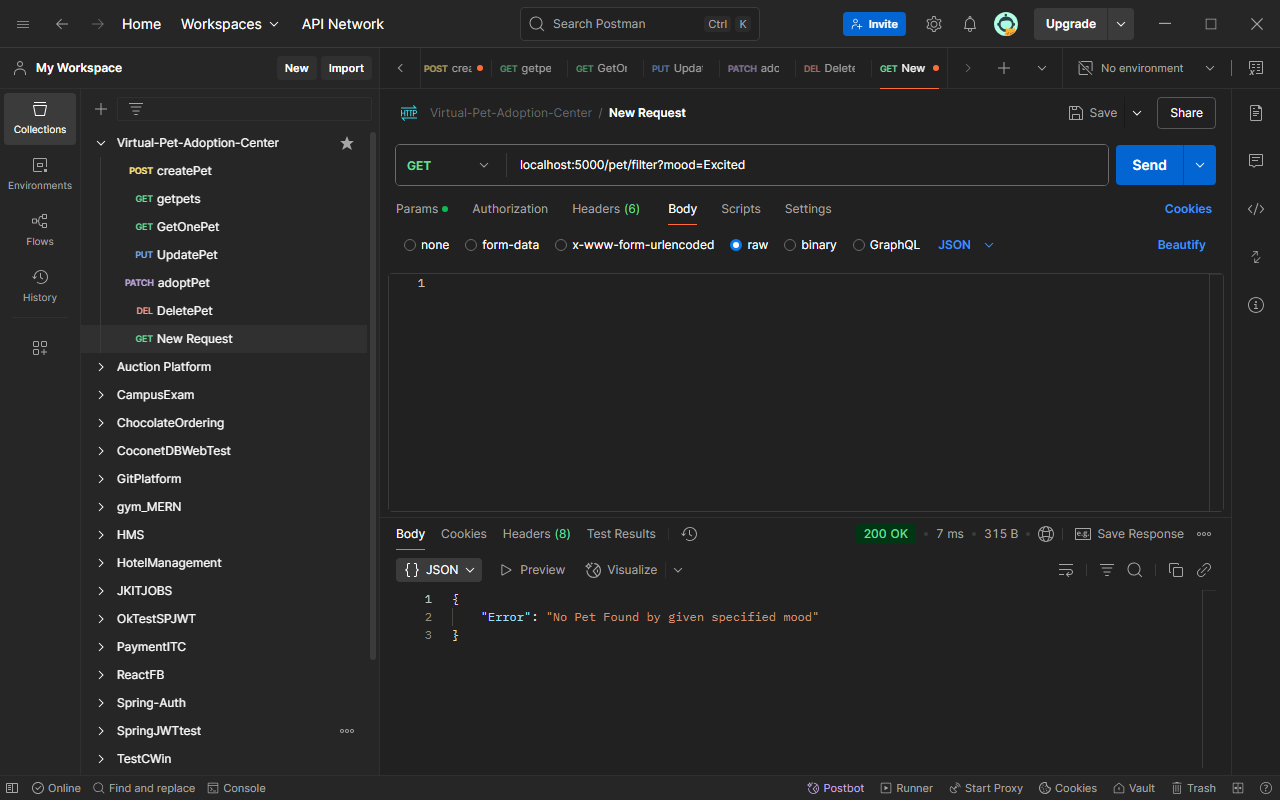 Home Workspaces API Network Search Postman Ctrl K Invite Upgrade
My Workspace New Import POST crea GET getpe GET GetOr PUT Updat PATCH ado DEL Delete GET New No environment
Collections
Environments
Flows
History
Virtual-Pet-Adoption-Center
POST createPet
GET getpets
GET GetOnePet
PUT UpdatePet
PATCH adoptPet
DEL DeletePet
GET New Request
Auction Platform
CampusExam
ChocolateOrdering
CoconetDBWebTest
GitPlatform
gym_MERN
HMS
HotelManagement
JKITJOBS
OkTestSPJWT
PaymentITC
ReactFB
Spring-Auth
SpringJWTtest
TestCWin
HTTP Virtual-Pet-Adoption-Center / New Request Save Share
GET localhost:5000/pet/filter?mood=Excited Send
Params Authorization Headers (6) Body Scripts Settings Cookies
none form-data x-www-form-urlencoded raw binary GraphQL JSON Beautify
1
Body Cookies Headers (8) Test Results 200 OK 7 ms 315 B e.g. Save Response
{} JSON Preview Visualize
1 {
2 "Error": "No Pet Found by given specified mood"
3 }
Online Find and replace Console Postbot Runner Start Proxy Cookies Vault Trash